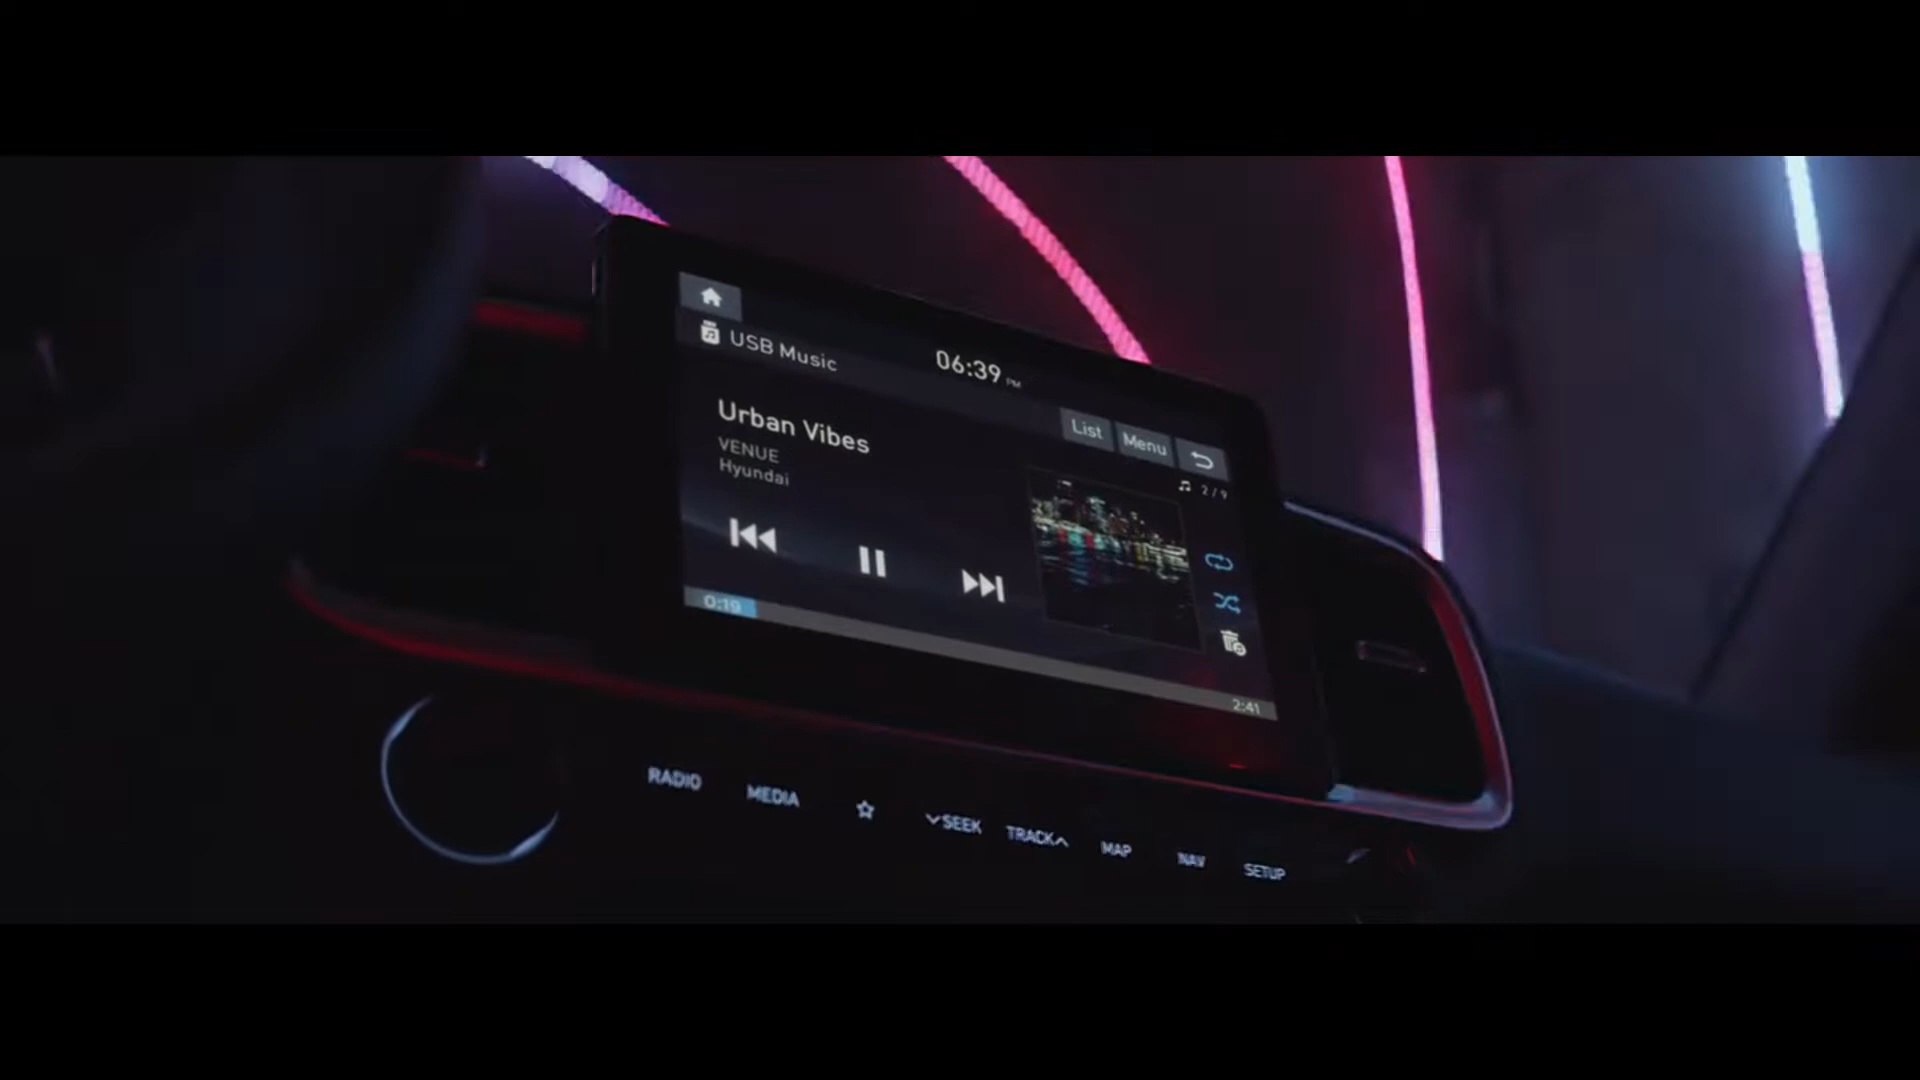 USB Music
06:39 PM
Urban Vibes
VENUE
Hyundai
List
Menu
2/9
0:19
2:41
RADIO
MEDIA
SEEK
TRACK
MAP
NAV
SETUP